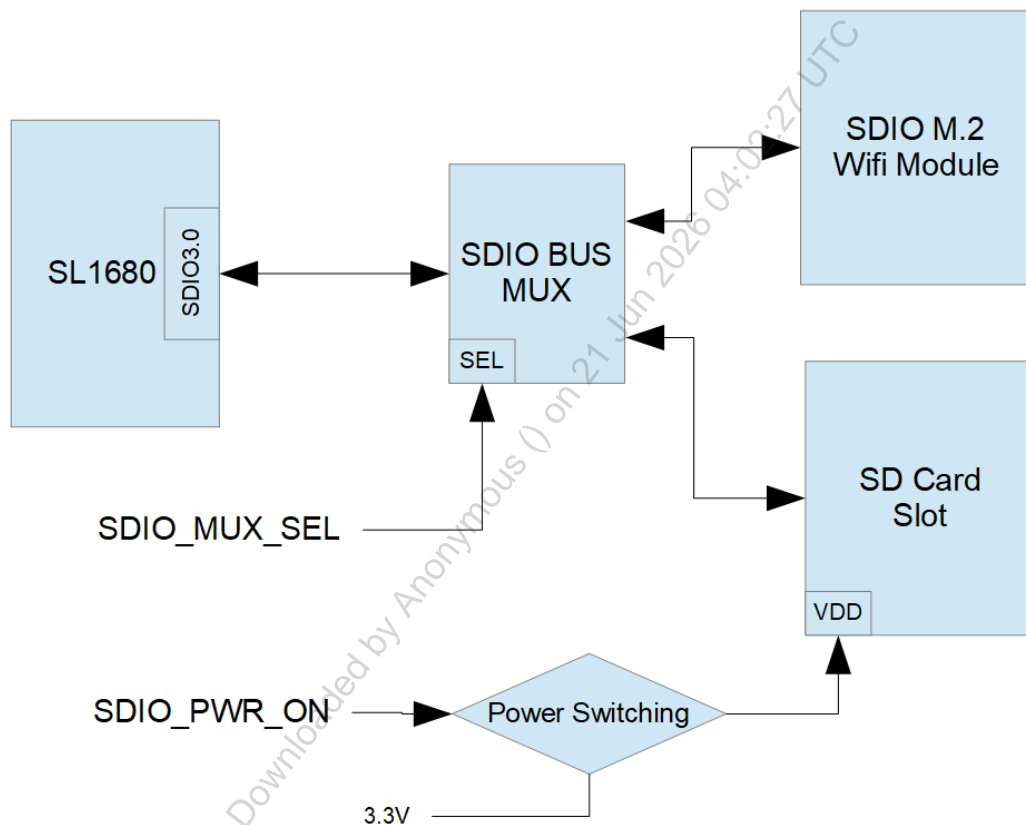 SDIO M.2
Wifi Module
SL1680
SDIO3.0
SDIO BUS
MUX
SEL
SDIO_MUX_SEL
SD Card
Slot
VDD
SDIO_PWR_ON
Power Switching
3.3V
Downloaded by Anonymous () on 21 Jun 2026 04:02:27 UTC